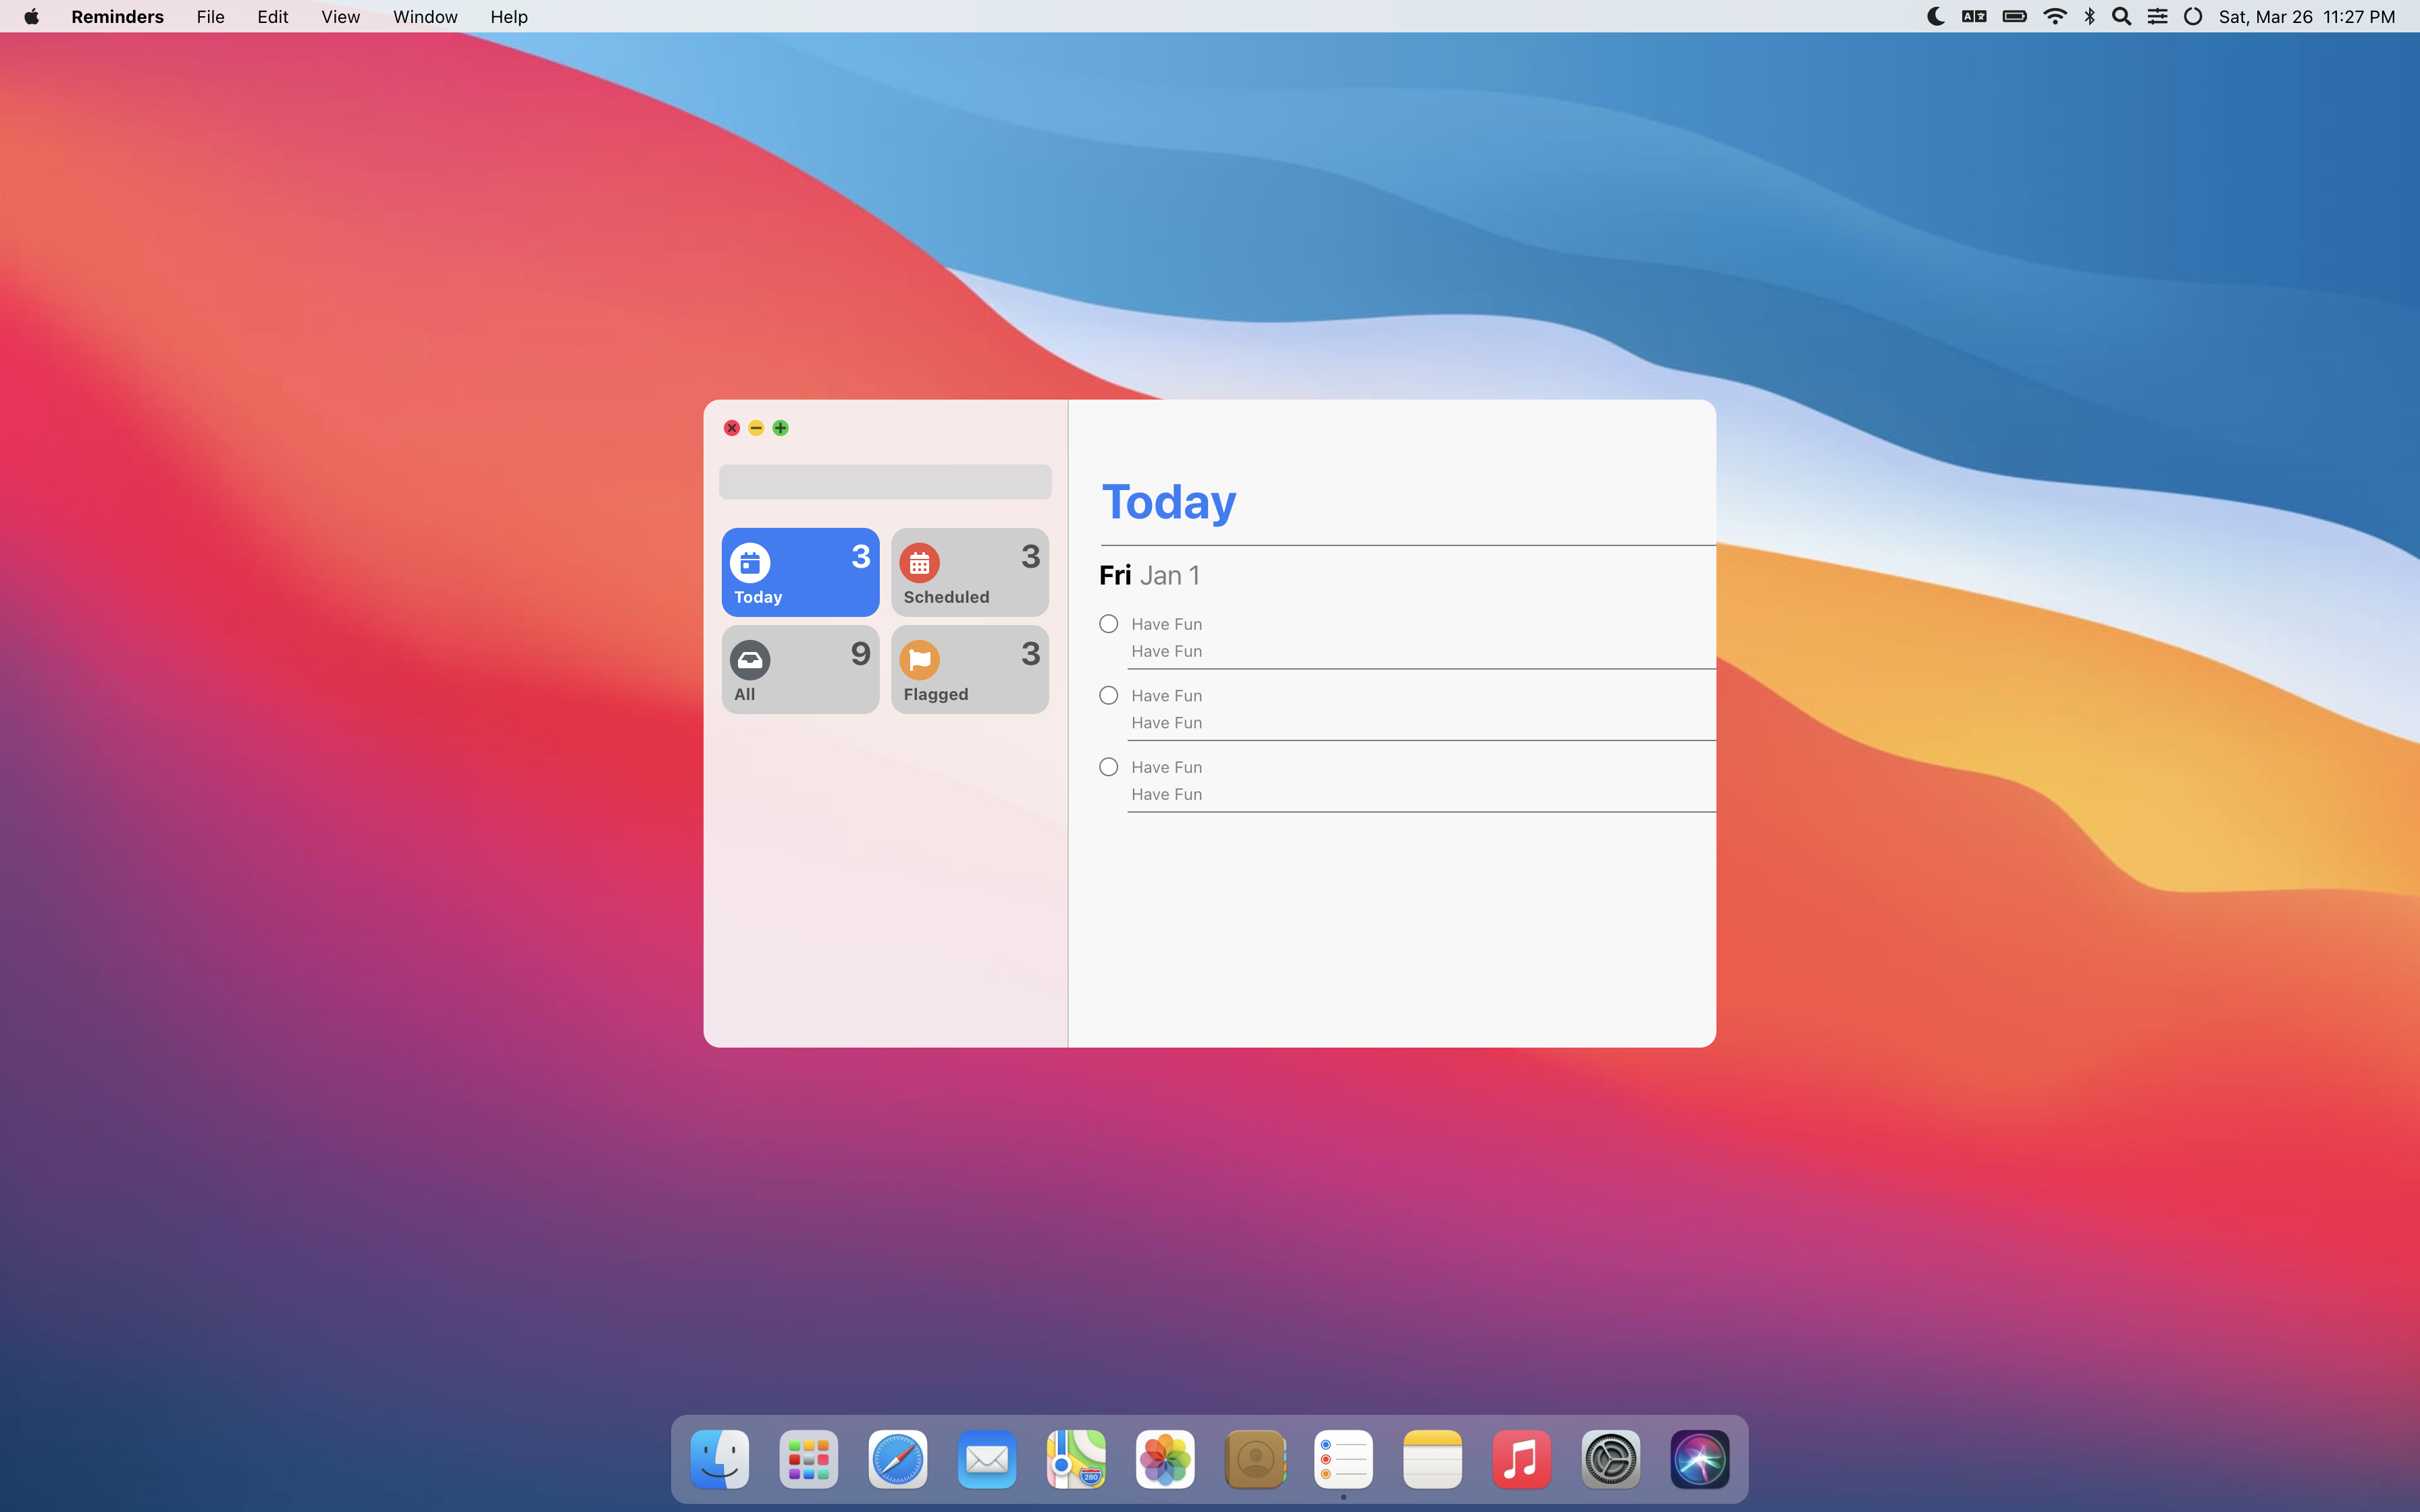 Reminders File Edit View Window Help
Sat, Mar 26 11:27 PM
3
Today
3
Scheduled
9
All
3
Flagged
Today
Fri Jan 1
Have Fun
Have Fun
Have Fun
Have Fun
Have Fun
Have Fun
280